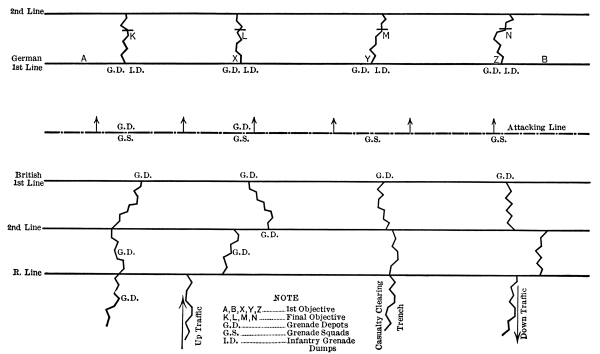 2nd Line
K L M N
German
1st Line
A X Y Z B
G.D. I.D. G.D. I.D. G.D. I.D. G.D. I.D.
G.D. G.D. Attacking Line
G.S. G.S. G.S. G.S.
British
1st Line
G.D. G.D. G.D. G.D.
2nd Line
G.D.
G.D. G.D.
R. Line
G.D.
Up Traffic
NOTE
A,B,X,Y,Z. 1st Objective
K,L,M,N. Final Objective
G.D. Grenade Depots
G.S. Grenade Squads
I.D. Infantry Grenade
Dumps
Casualty Clearing
Trench
Down Traffic